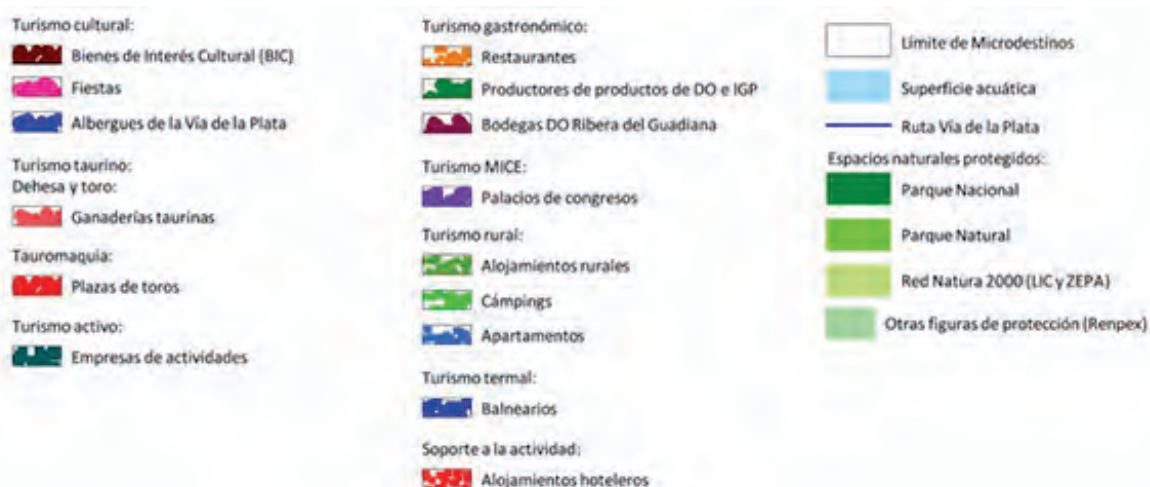 Turismo cultural:
Bienes de Interés Cultural (BIC)
Fiestas
Albergues de la Vía de la Plata
Turismo taurino:
Dehesa y toro:
Ganaderías taurinas
Tauromaquia:
Plazas de toros
Turismo activo:
Empresas de actividades
Turismo gastronómico:
Restaurantes
Productores de productos de DO e IGP
Bodegas DO Ribera del Guadiana
Turismo MICE:
Palacios de congresos
Turismo rural:
Alojamientos rurales
Cámpings
Apartamentos
Turismo termal:
Balnearios
Soporte a la actividad:
Alojamientos hoteleros
Límite de Microdestinos
Superficie acuática
Ruta Vía de la Plata
Espacios naturales protegidos:
Parque Nacional
Parque Natural
Red Natura 2000 (LIC y ZEPA)
Otras figuras de protección (Renpex)